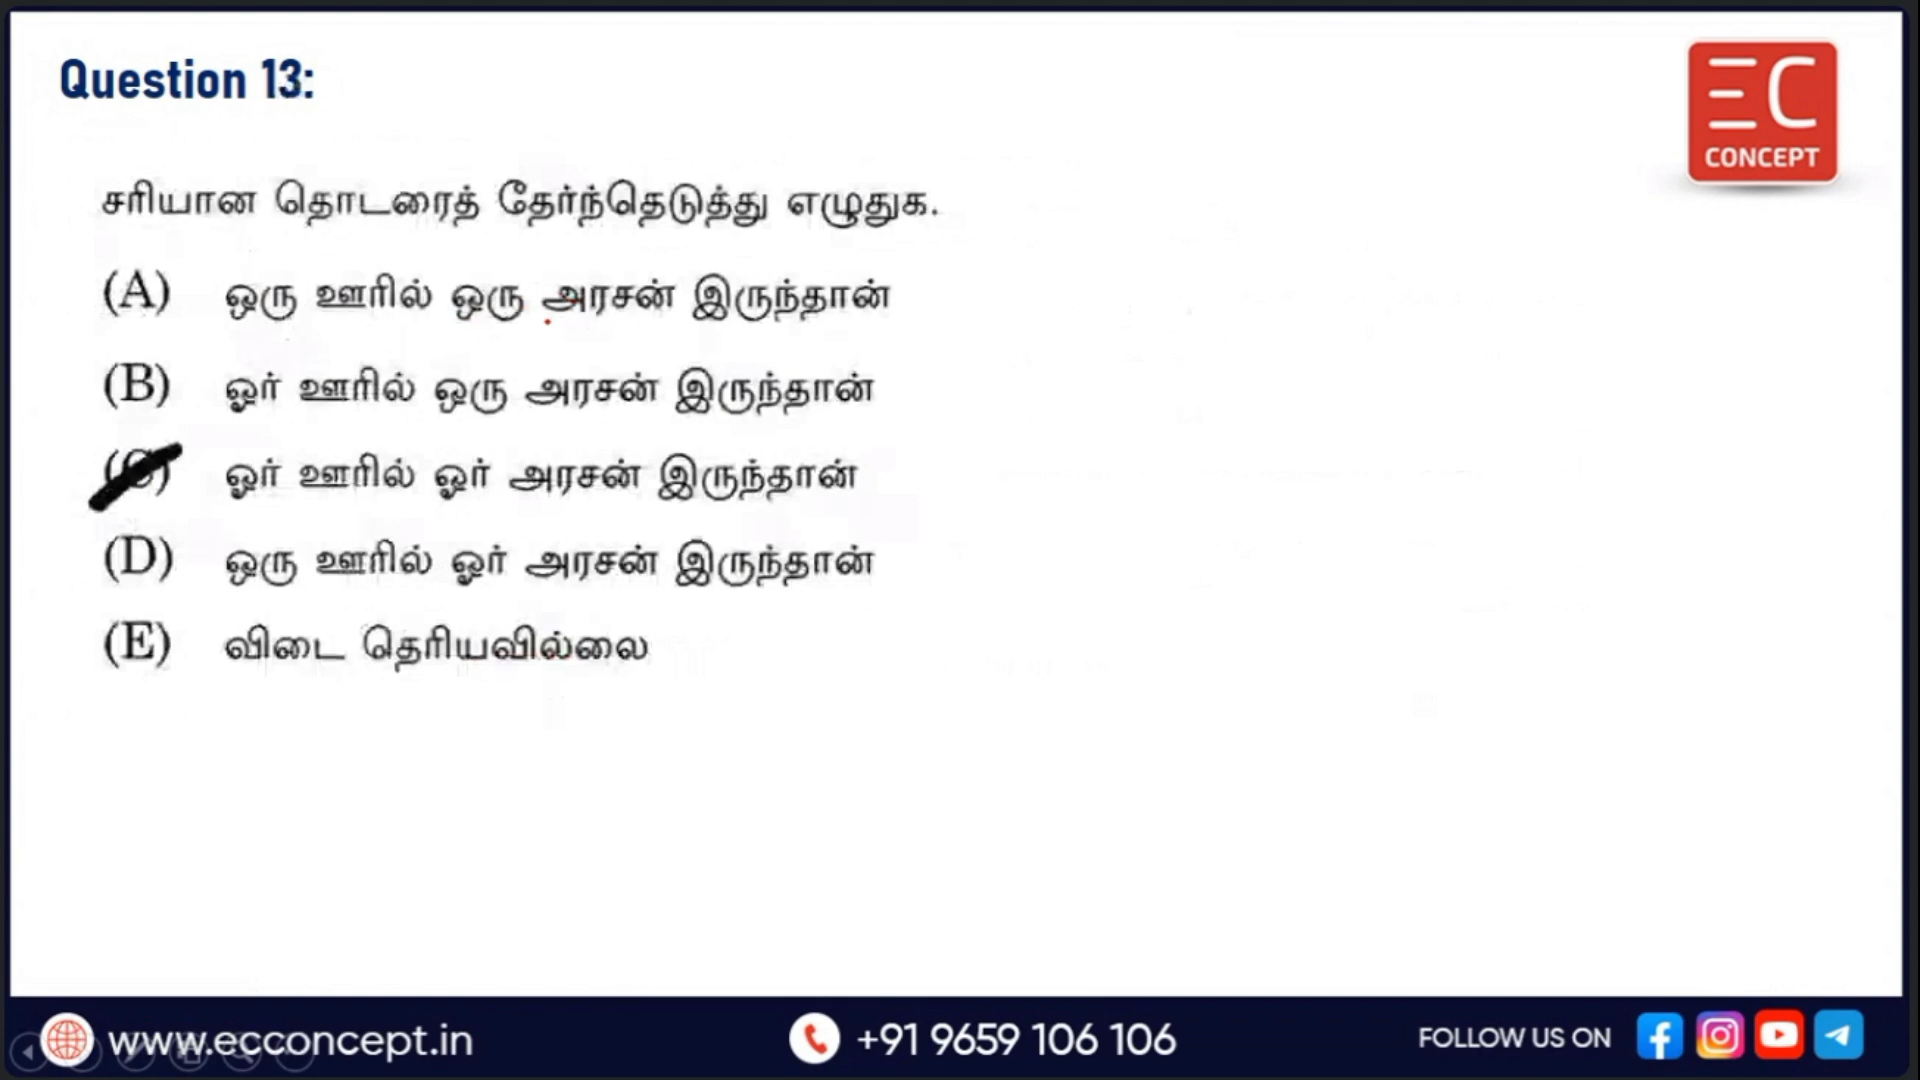 Question 13:
EC
CONCEPT
சரியான தொடரைத் தேர்ந்தெடுத்து எழுதுக.
(A) ஒரு ஊரில் ஒரு அரசன் இருந்தான்
(B) ஓர் ஊரில் ஒரு அரசன் இருந்தான்
(C) ஓர் ஊரில் ஓர் அரசன் இருந்தான்
(D) ஒரு ஊரில் ஓர் அரசன் இருந்தான்
(E) விடை தெரியவில்லை
www.ecconcept.in +91 9659 106 106 FOLLOW US ON